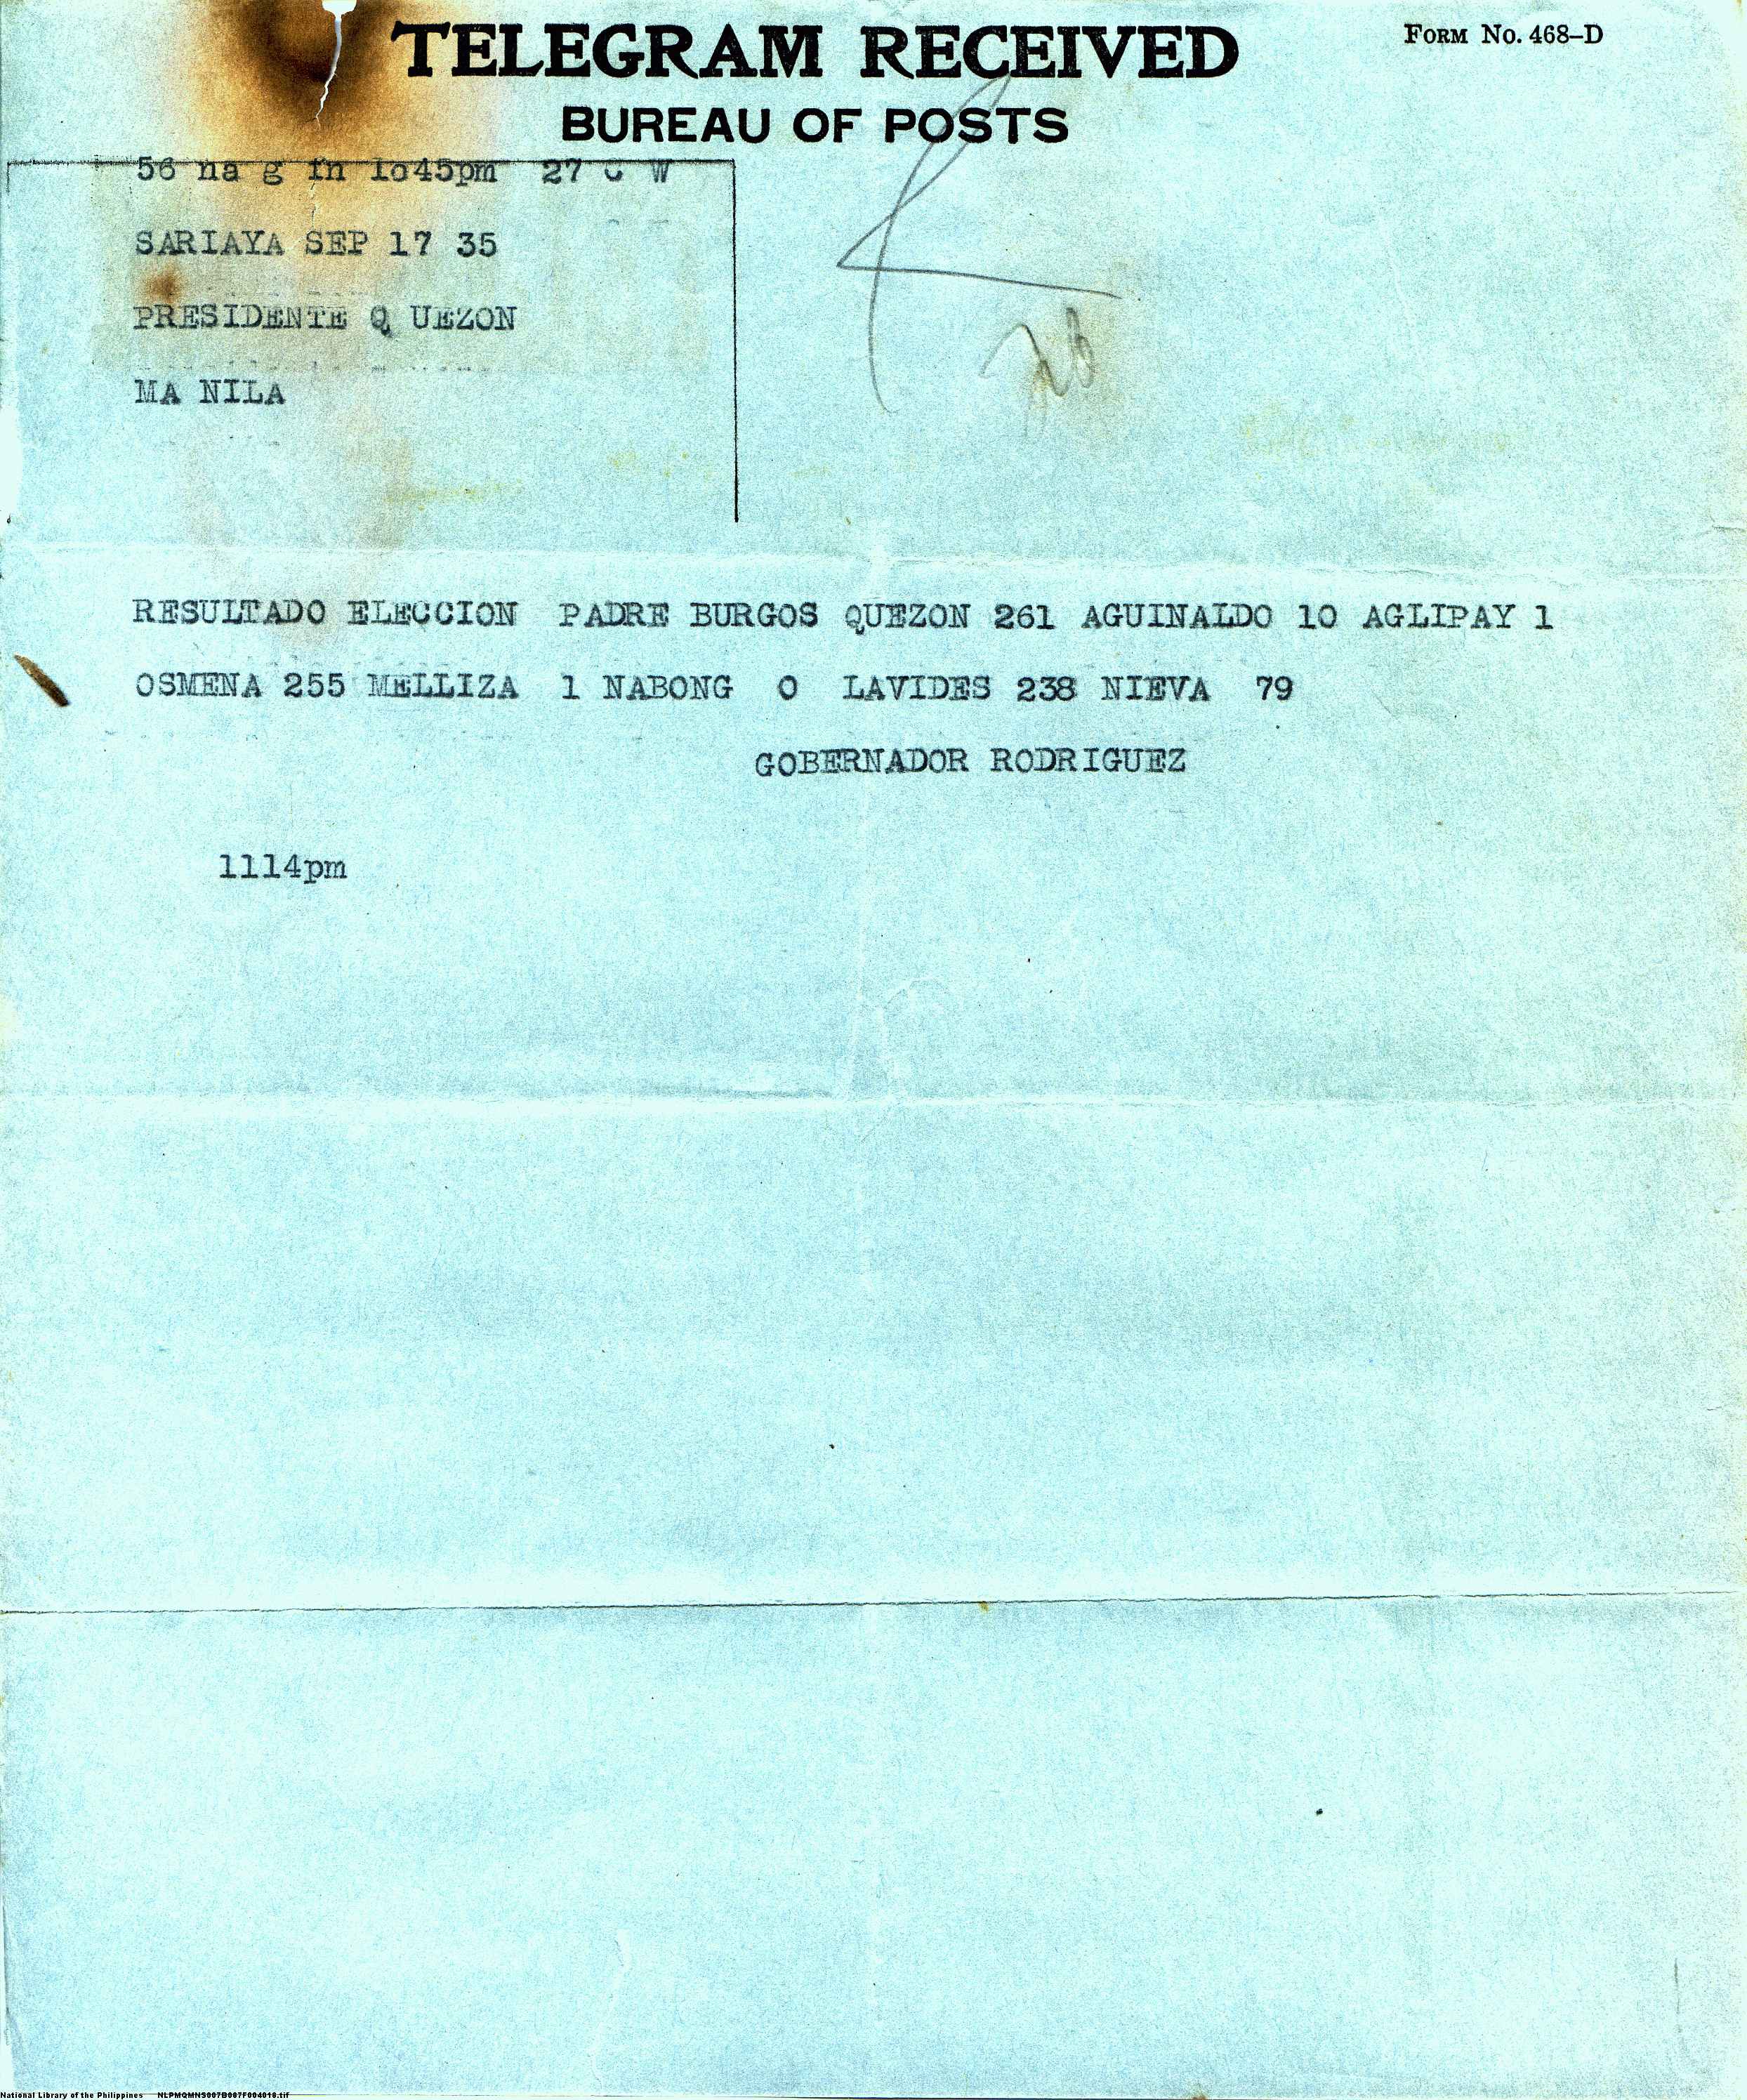 TELEGRAM RECEIVED
FORM NO. 468–D
BUREAU OF POSTS
56 na g fn 1o45pm 27 C W
SARIAYA SEP 17 35
PRESIDENTE Q UEZON
MA NILA
RESULTADO ELECCION PADRE BURGOS QUEZON 261 AGUINALDO 10 AGLIPAY 1
OSMENA 255 MELLIZA 1 NABONG 0 LAVIDES 238 NIEVA 79
GOBERNADOR RODRIGUEZ
1114pm
National Library of the Philippines NLPMQMNS007B007F004016.tif